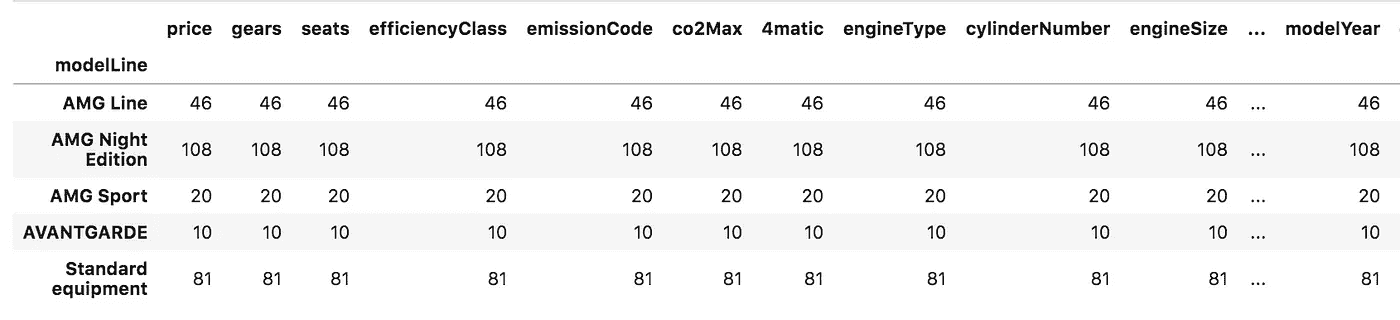 price gears seats efficiencyClass emissionCode co2Max 4matic engineType cylinderNumber engineSize ... modelYear
modelLine
AMG Line 46 46 46 46 46 46 46 46 46 46 ... 46
AMG Night
Edition 108 108 108 108 108 108 108 108 108 108 ... 108
AMG Sport 20 20 20 20 20 20 20 20 20 20 ... 20
AVANTGARDE 10 10 10 10 10 10 10 10 10 10 ... 10
Standard
equipment 81 81 81 81 81 81 81 81 81 81 ... 81